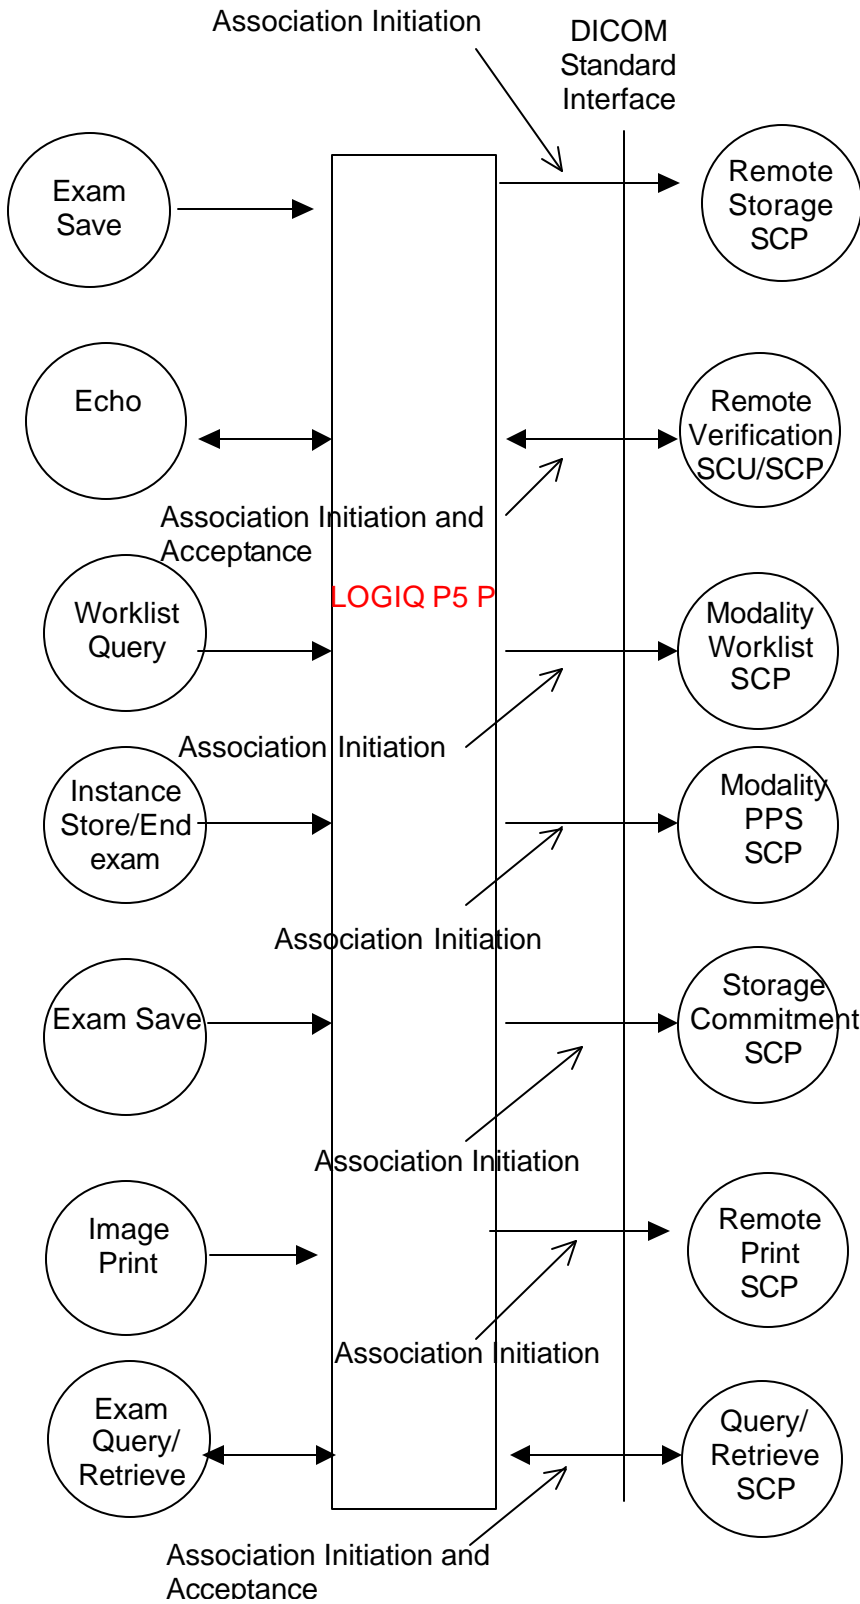 Association Initiation
DICOM
Standard
Interface
Exam
Save
Remote
Storage
SCP
Echo
Remote
Verification
SCU/SCP
Association Initiation and
Acceptance
LOGIQ P5 P
Worklist
Query
Modality
Worklist
SCP
Association Initiation
Instance
Store/End
exam
Modality
PPS
SCP
Association Initiation
Exam Save
Storage
Commitment
SCP
Association Initiation
Image
Print
Remote
Print
SCP
Association Initiation
Exam
Query/
Retrieve
Query/
Retrieve
SCP
Association Initiation and
Acceptance